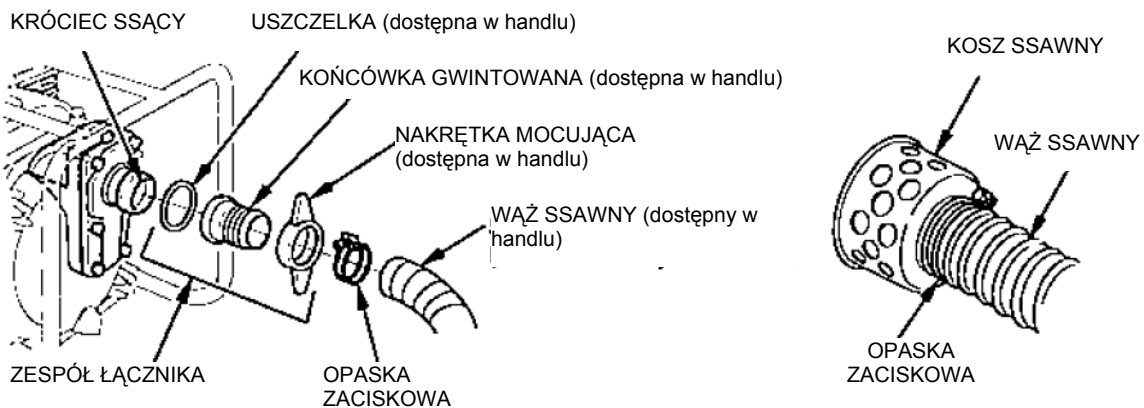 KRÓCIEC SSĄCY
USZCZELKA (dostępna w handlu)
KOŃCÓWKA GWINTOWANA (dostępna w handlu)
NAKRĘTKA MOCUJĄCA
(dostępna w handlu)
WĄŻ SSAWNY (dostępny w
handlu)
ZESPÓŁ ŁĄCZNIKA
OPASKA
ZACISKOWA
KOSZ SSAWNY
WĄŻ SSAWNY
OPASKA
ZACISKOWA